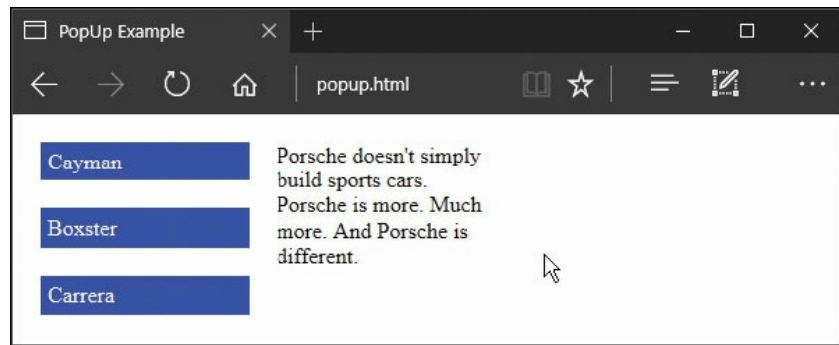 PopUp Example
popup.html
Cayman
Boxster
Carrera
Porsche doesn't simply
build sports cars.
Porsche is more. Much
more. And Porsche is
different.